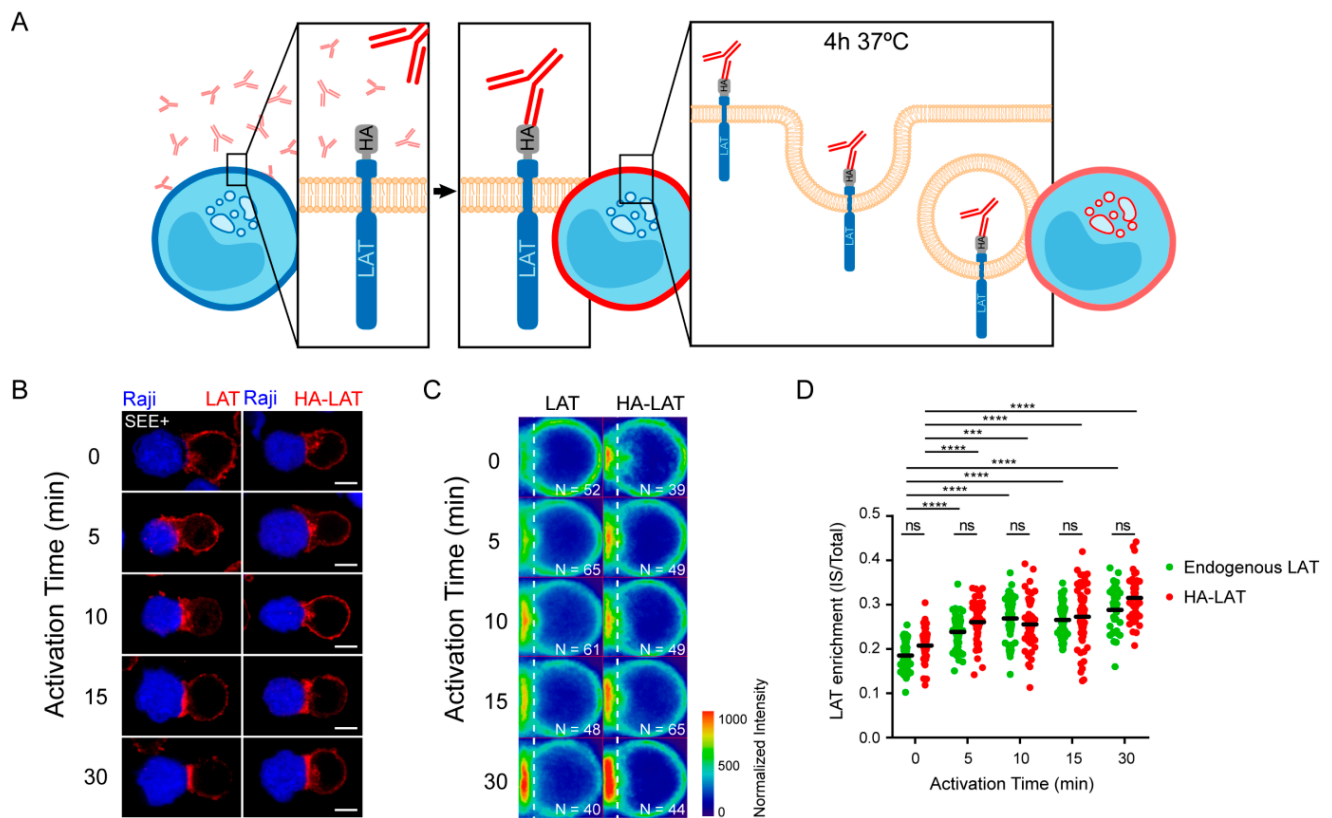 A
4h 37ºC
HA
LAT
HA
LAT
HA
LAT
HA
LAT
HA
LAT
B
Raji LAT Raji HA-LAT
SEE+
Activation Time (min)
0
5
10
15
30
C
LAT HA-LAT
Activation Time (min)
0
N = 52 N = 39
5
N = 65 N = 49
10
N = 61 N = 49
15
N = 48 N = 65
30
N = 40 N = 44
1000
500
0
Normalized Intensity
D
****
****
***
****
****
****
****
****
ns ns ns ns ns
LAT enrichment (IS/Total)
0.5
0.4
0.3
0.2
0.1
0.0
0 5 10 15 30
Activation Time (min)
Endogenous LAT
HA-LAT